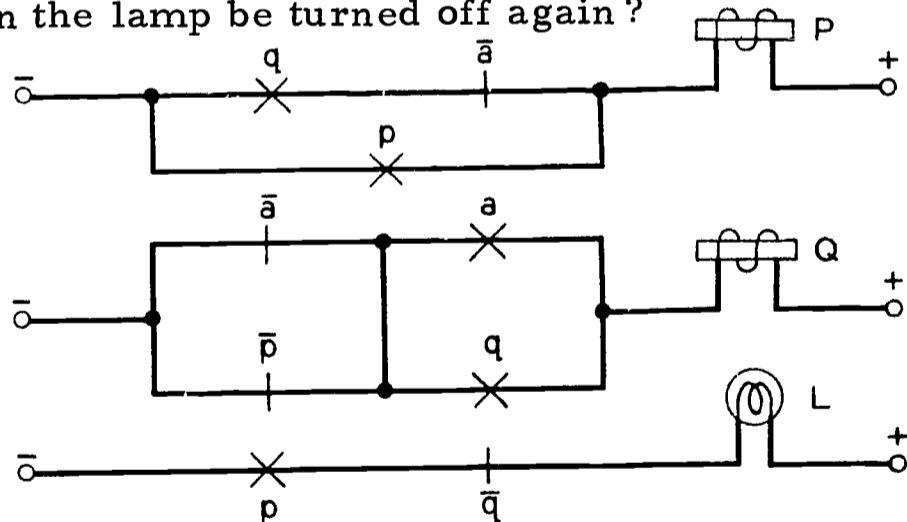 the lamp be turned off again?
q ā P
− +
p
ā a Q
− +
p̄ q
L
− +
p q̄